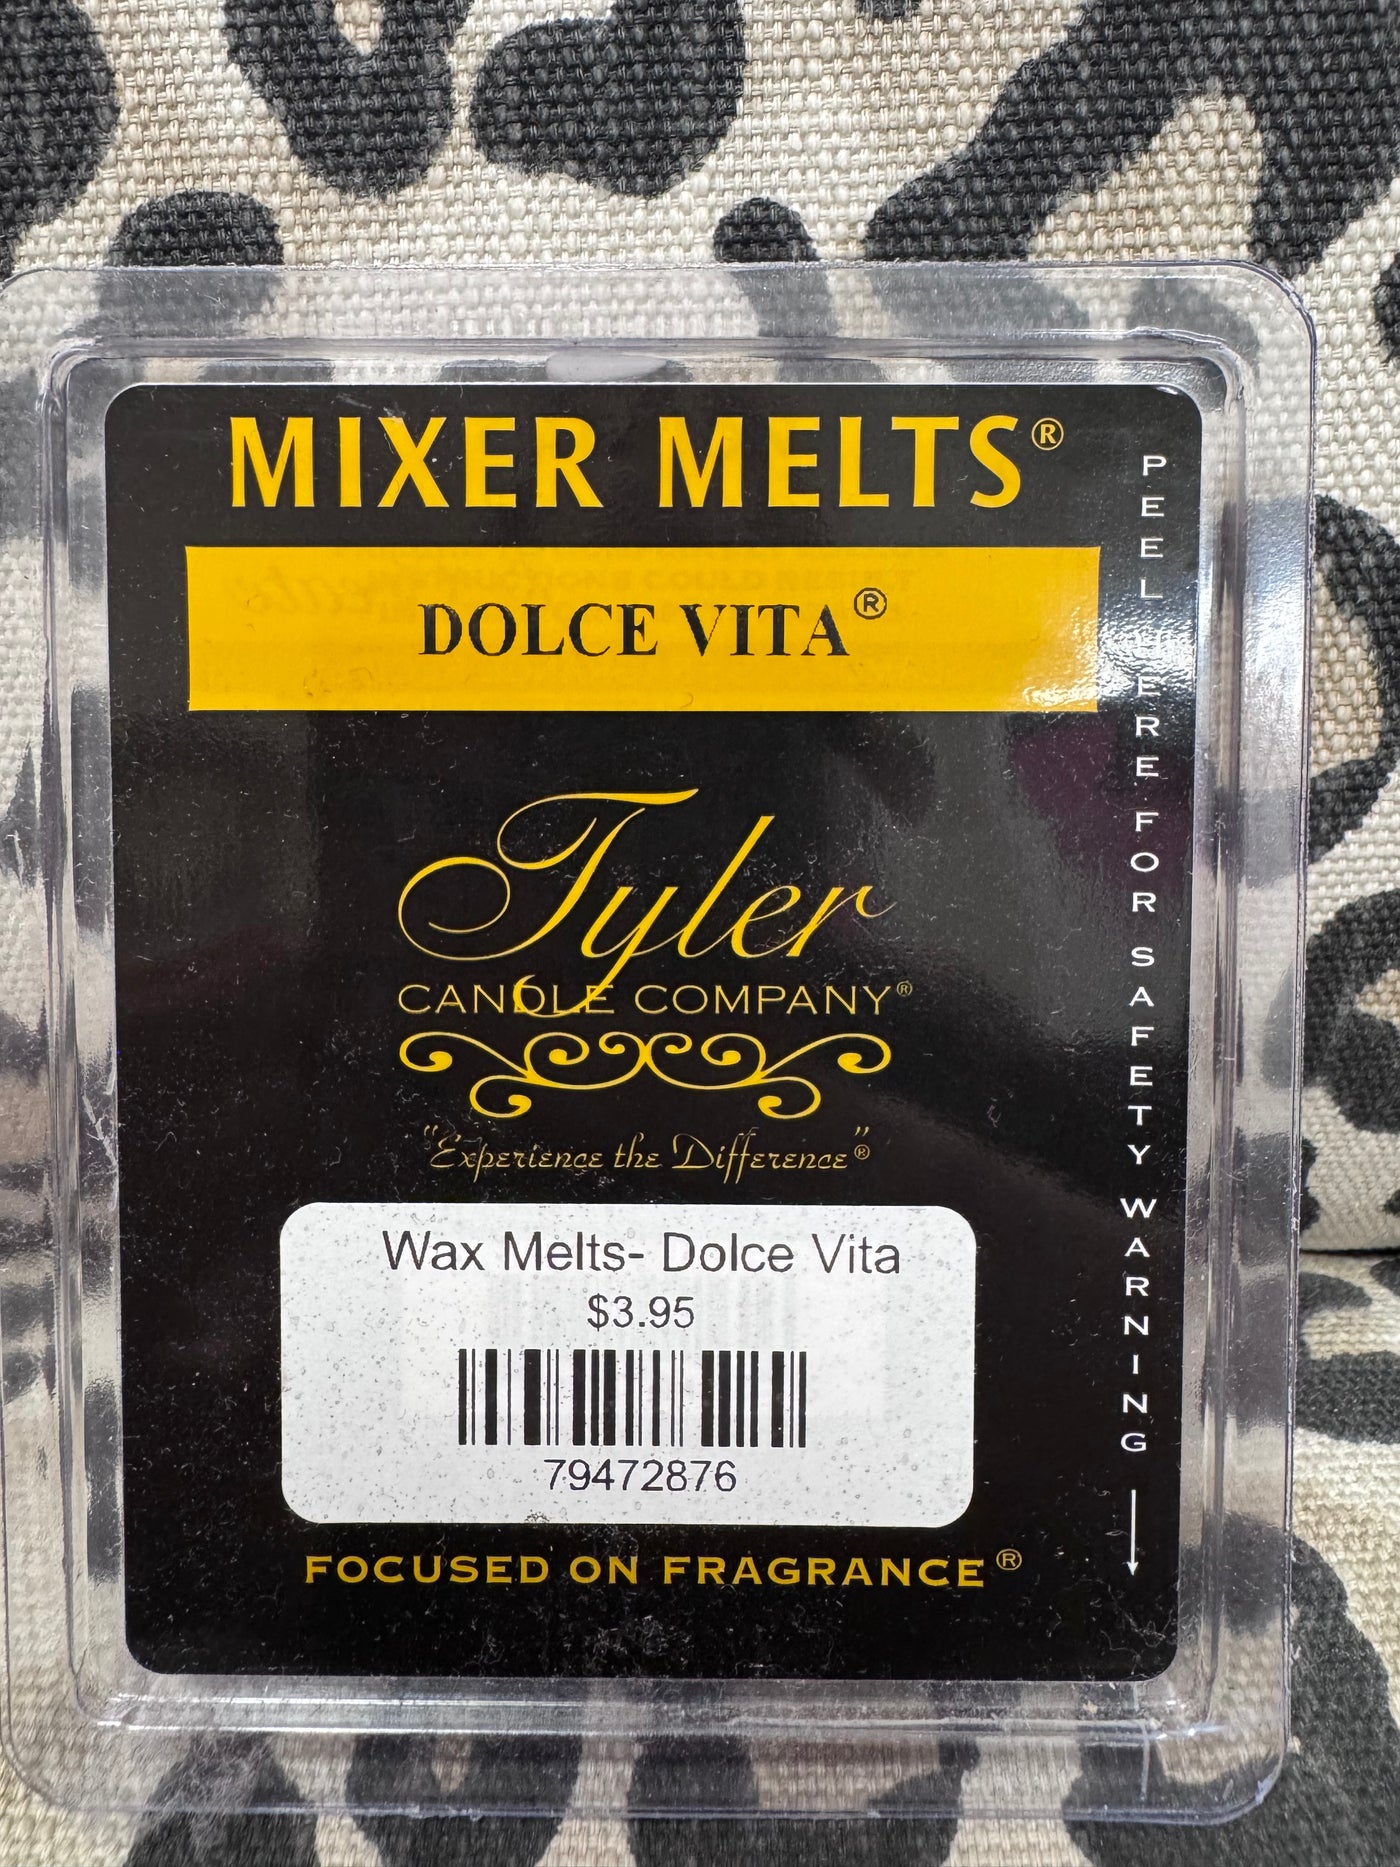 MIXER MELTS®
DOLCE VITA®
Tyler
CANDLE COMPANY®
"Experience the Difference"®
Wax Melts- Dolce Vita
$3.95
79472876
FOCUSED ON FRAGRANCE®
PEEL HERE FOR SAFETY WARNING